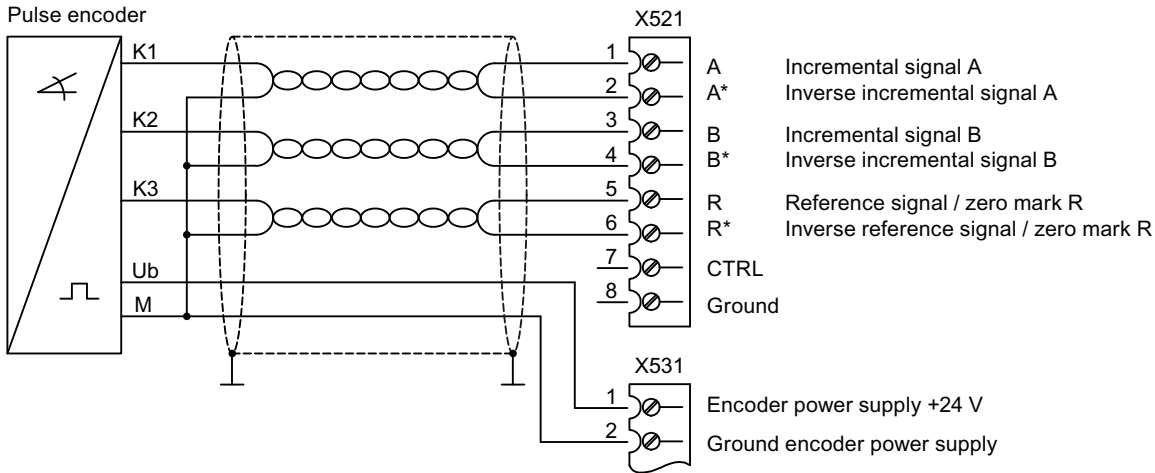 Pulse encoder
X521
K1
1
A Incremental signal A
2
A* Inverse incremental signal A
K2
3
B Incremental signal B
4
B* Inverse incremental signal B
K3
5
R Reference signal / zero mark R
6
R* Inverse reference signal / zero mark R
7
CTRL
Ub
8
Ground
M
X531
1
Encoder power supply +24 V
2
Ground encoder power supply